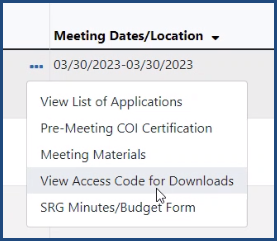 Meeting Dates/Location
03/30/2023-03/30/2023
View List of Applications
Pre-Meeting COI Certification
Meeting Materials
View Access Code for Downloads
SRG Minutes/Budget Form